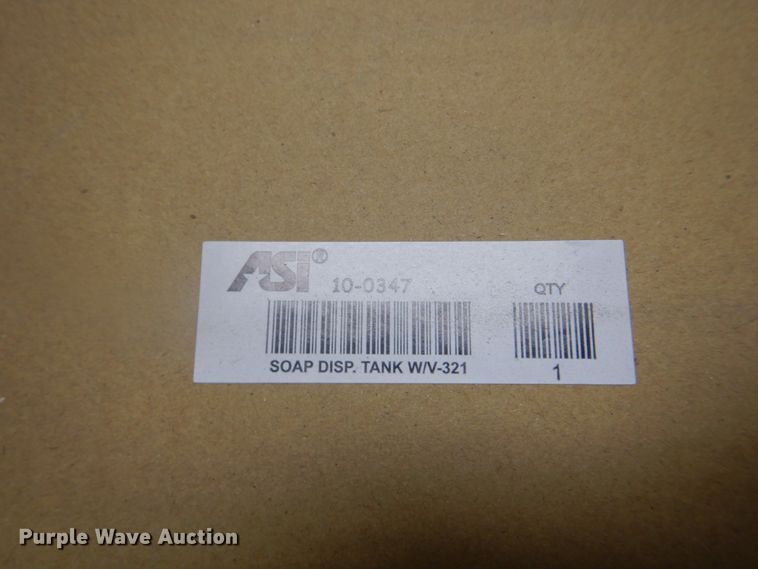 ASI®
10-0347
QTY
SOAP DISP. TANK W/V-321
1
Purple Wave Auction